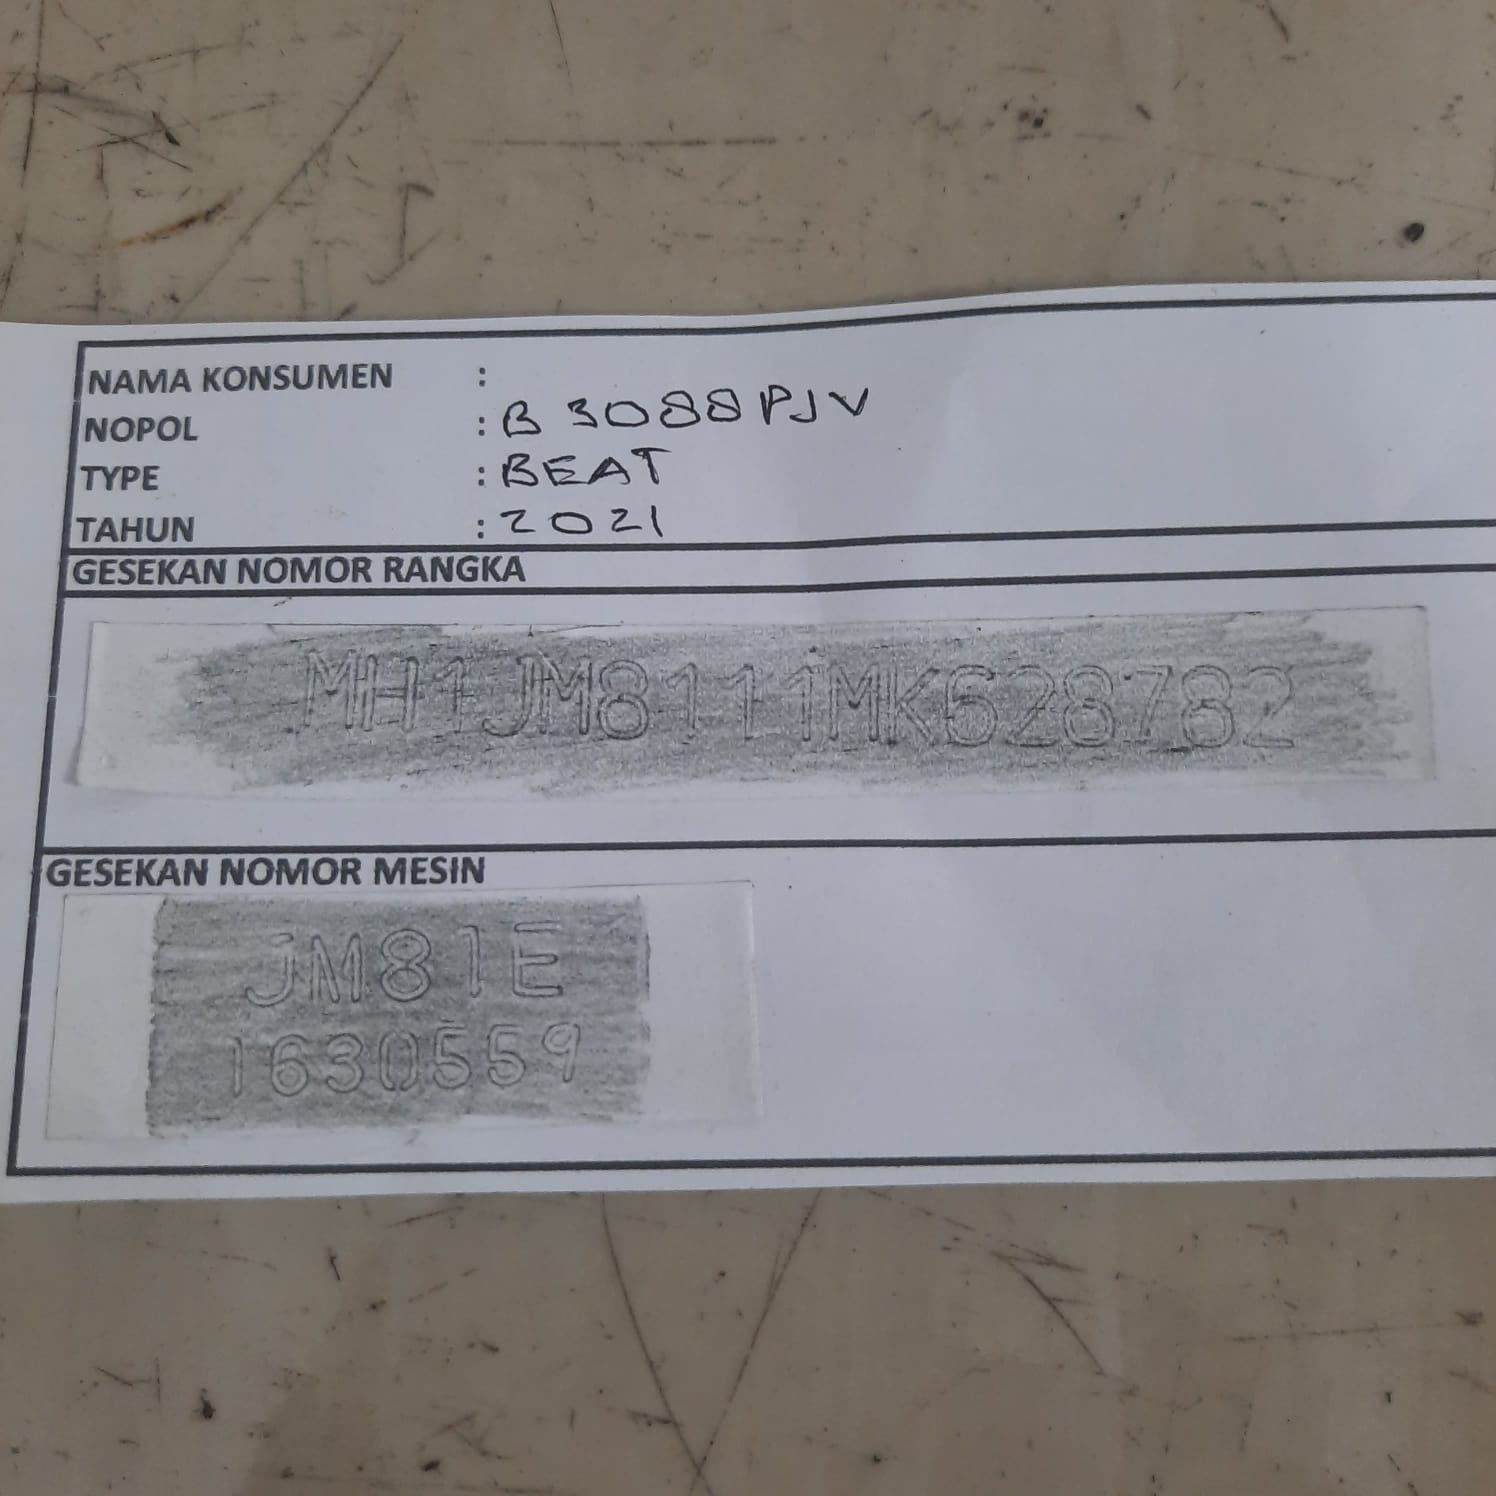 NAMA KONSUMEN :
NOPOL : B 3088 PJV
TYPE : BEAT
TAHUN : 2021
GESEKAN NOMOR RANGKA
MH1JM8111MK628782
GESEKAN NOMOR MESIN
JM81E
1630559